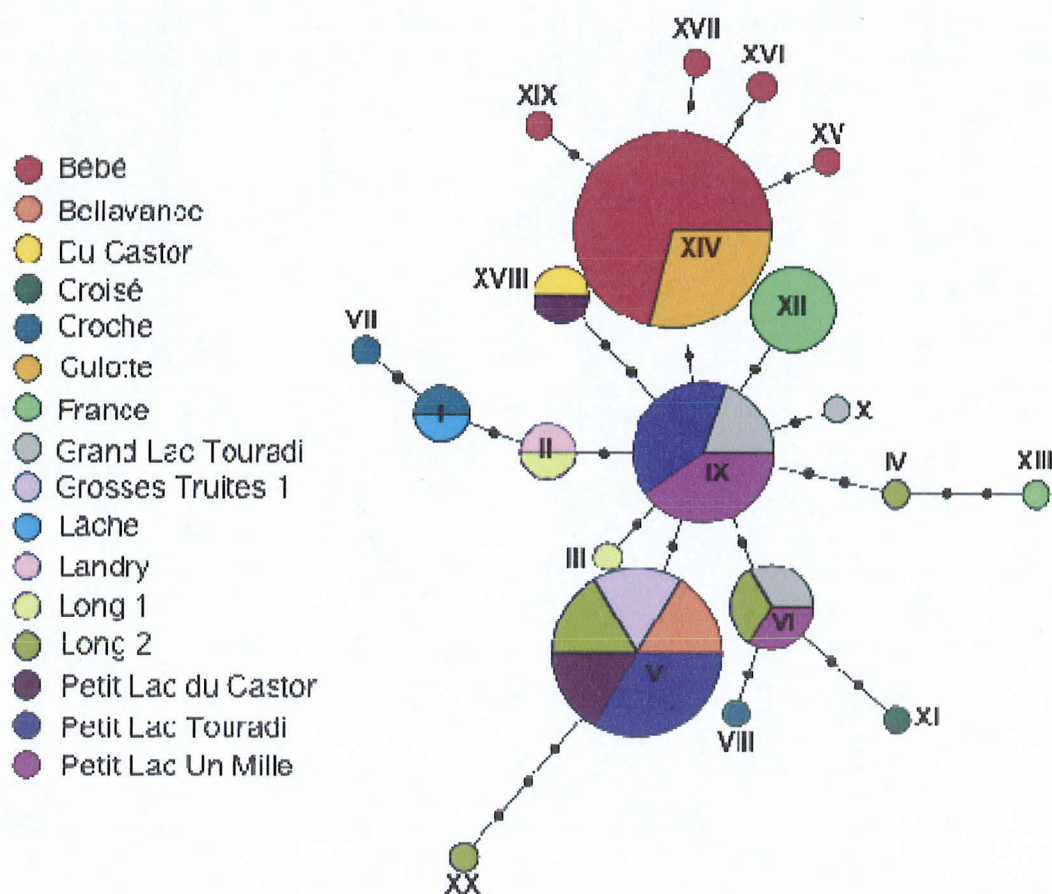 XVII
XVI
XIX
XV
Bébé
Bellavance
Du Castor
Croisé
Croche
Culotte
France
Grand Lac Touradi
Grosses Truites 1
Lâche
Landry
Long 1
Long 2
Petit Lac du Castor
Petit Lac Touradi
Petit Lac Un Mille
XIV
XVIII
XII
VII
I
X
II
IX
IV
XIII
III
VI
V
VIII
XI
XX